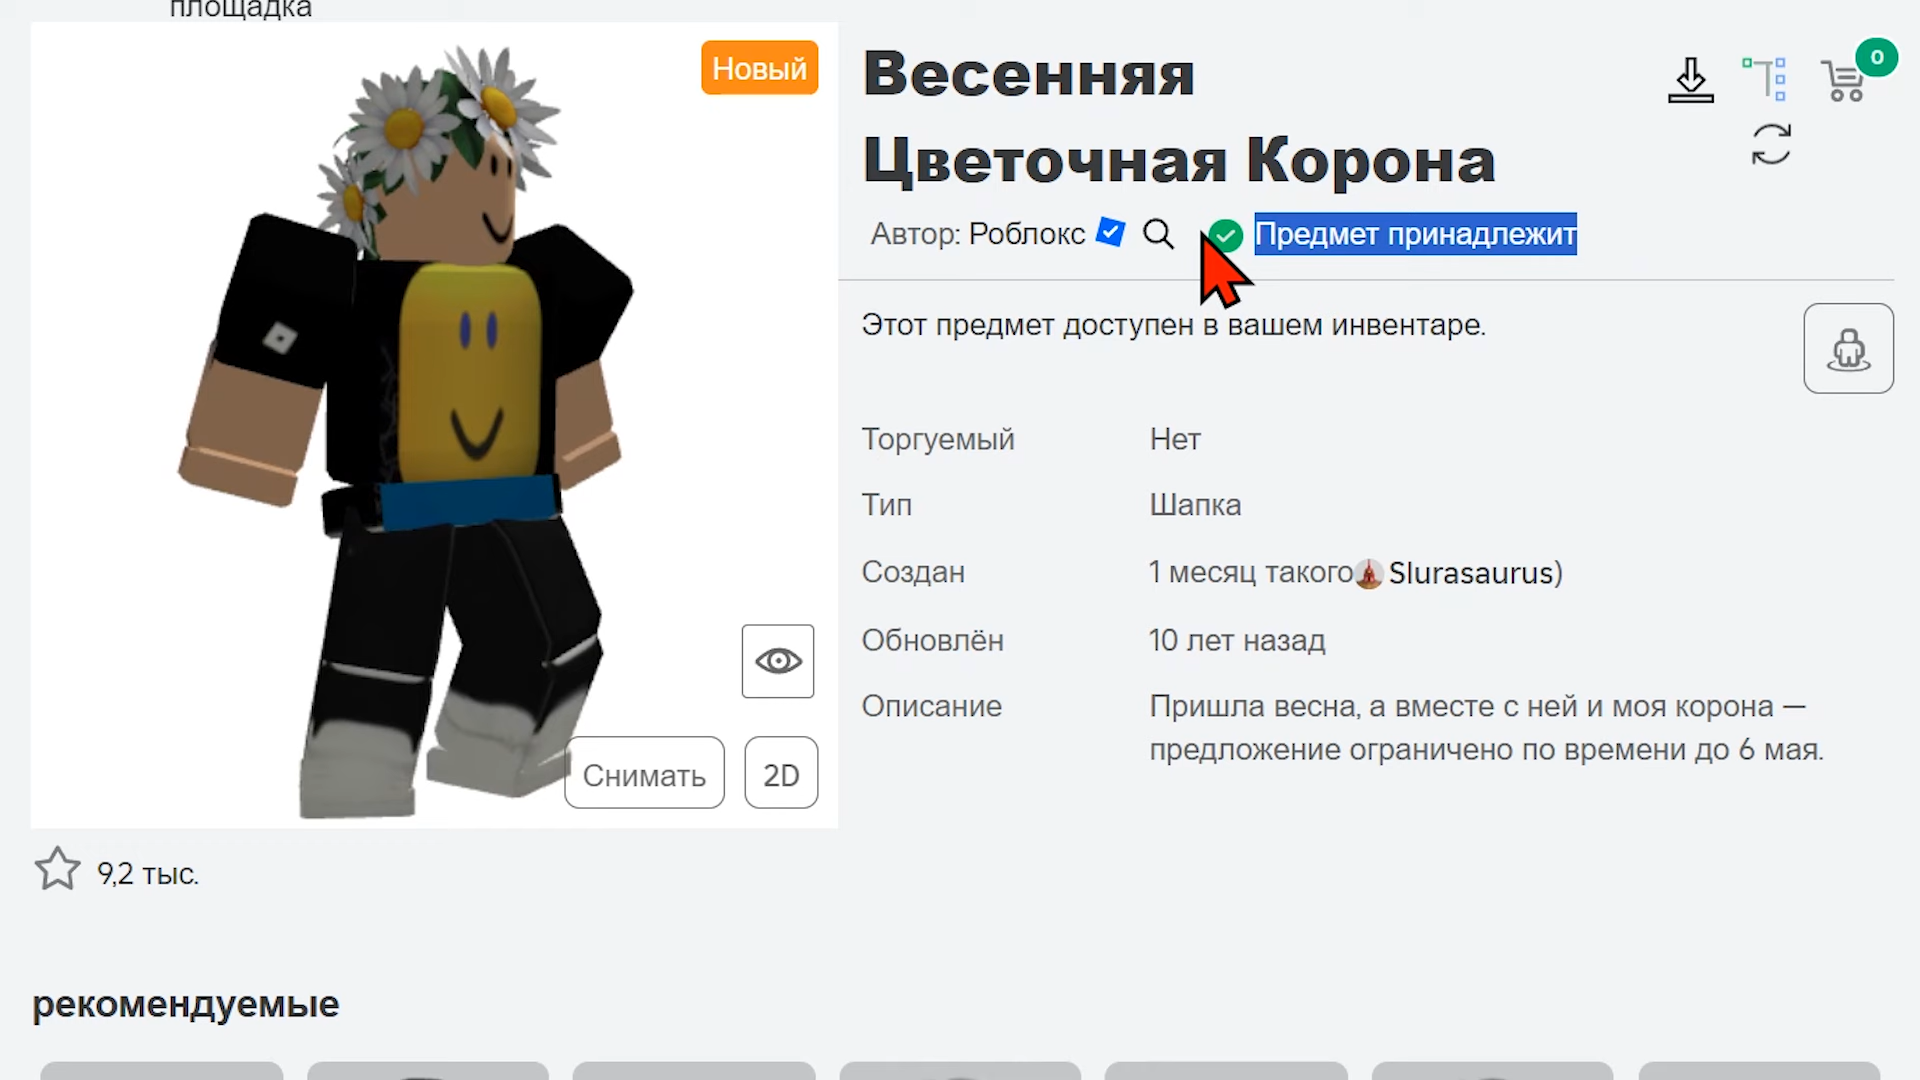 площадка
Новый
Весенняя
Цветочная Корона
0
Автор: Роблокс
Предмет принадлежит
Этот предмет доступен в вашем инвентаре.
Торгуемый Нет
Тип Шапка
Создан 1 месяц такого Slurasaurus)
Обновлён 10 лет назад
Описание Пришла весна, а вместе с ней и моя корона —
предложение ограничено по времени до 6 мая.
Снимать 2D
9,2 тыс.
рекомендуемые